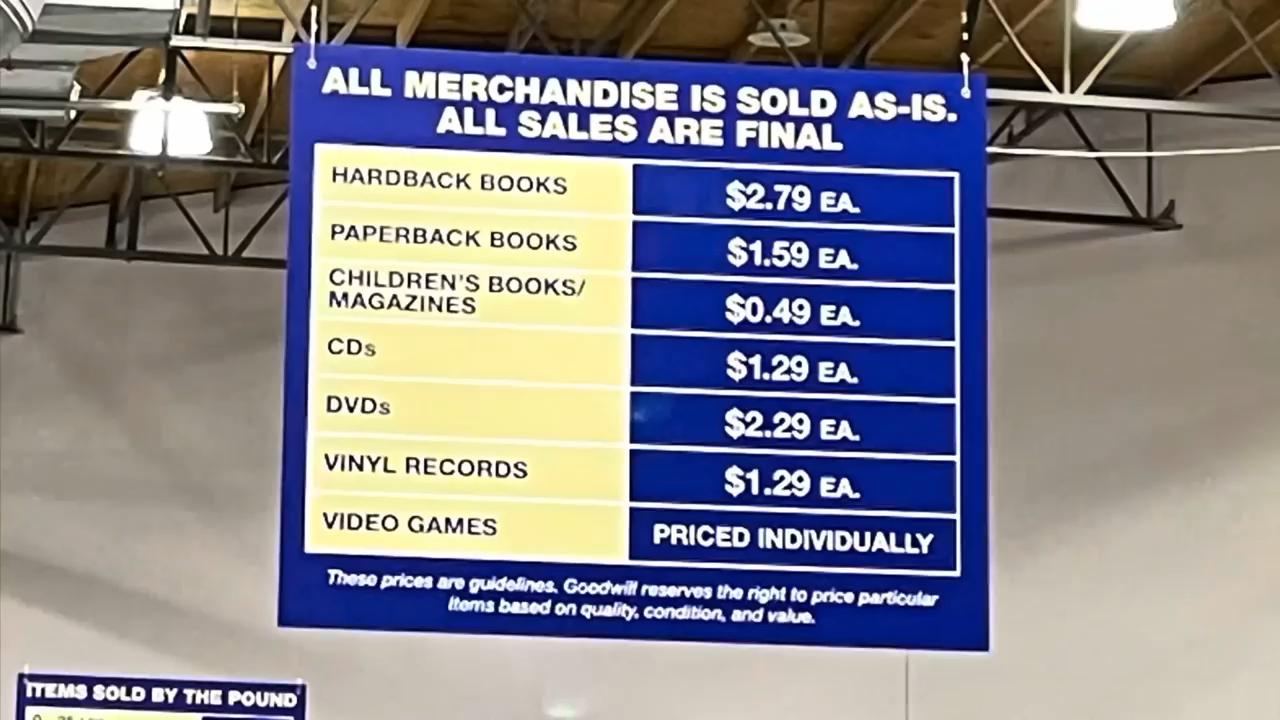 ALL MERCHANDISE IS SOLD AS-IS.
ALL SALES ARE FINAL
HARDBACK BOOKS $2.79 EA.
PAPERBACK BOOKS $1.59 EA.
CHILDREN'S BOOKS/
MAGAZINES $0.49 EA.
CDs $1.29 EA.
DVDs $2.29 EA.
VINYL RECORDS $1.29 EA.
VIDEO GAMES PRICED INDIVIDUALLY
These prices are guidelines. Goodwill reserves the right to price particular
items based on quality, condition, and value.
ITEMS SOLD BY THE POUND